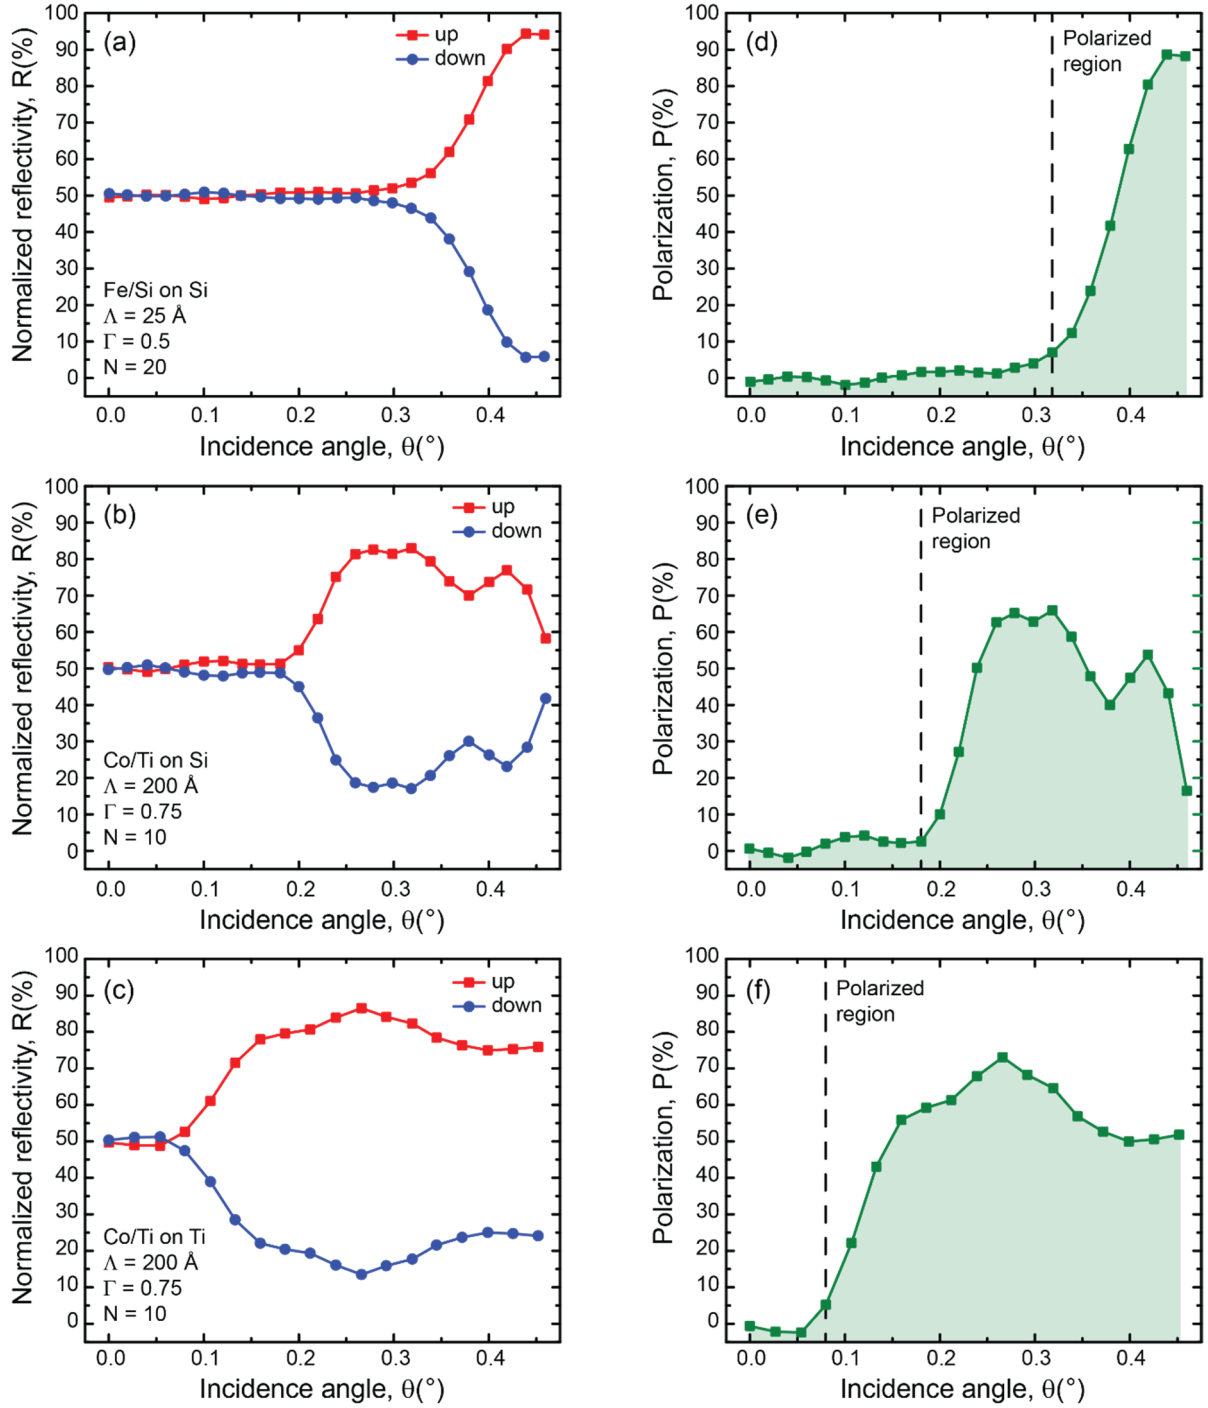 (a)
up
down
Normalized reflectivity, R(%)
100
90
80
70
60
50
40
30
20
10
0
Fe/Si on Si
Λ = 25 Å
Γ = 0.5
N = 20
0.0 0.1 0.2 0.3 0.4
Incidence angle, θ(°)
(d)
Polarized
region
Polarization, P(%)
100
90
80
70
60
50
40
30
20
10
0
0.0 0.1 0.2 0.3 0.4
Incidence angle, θ(°)
(b)
up
down
Normalized reflectivity, R(%)
100
90
80
70
60
50
40
30
20
10
0
Co/Ti on Si
Λ = 200 Å
Γ = 0.75
N = 10
0.0 0.1 0.2 0.3 0.4
Incidence angle, θ(°)
(e)
Polarized
region
Polarization, P(%)
100
90
80
70
60
50
40
30
20
10
0
0.0 0.1 0.2 0.3 0.4
Incidence angle, θ(°)
(c)
up
down
Normalized reflectivity, R(%)
100
90
80
70
60
50
40
30
20
10
0
Co/Ti on Ti
Λ = 200 Å
Γ = 0.75
N = 10
0.0 0.1 0.2 0.3 0.4
Incidence angle, θ(°)
(f)
Polarized
region
Polarization, P(%)
100
90
80
70
60
50
40
30
20
10
0
0.0 0.1 0.2 0.3 0.4
Incidence angle, θ(°)